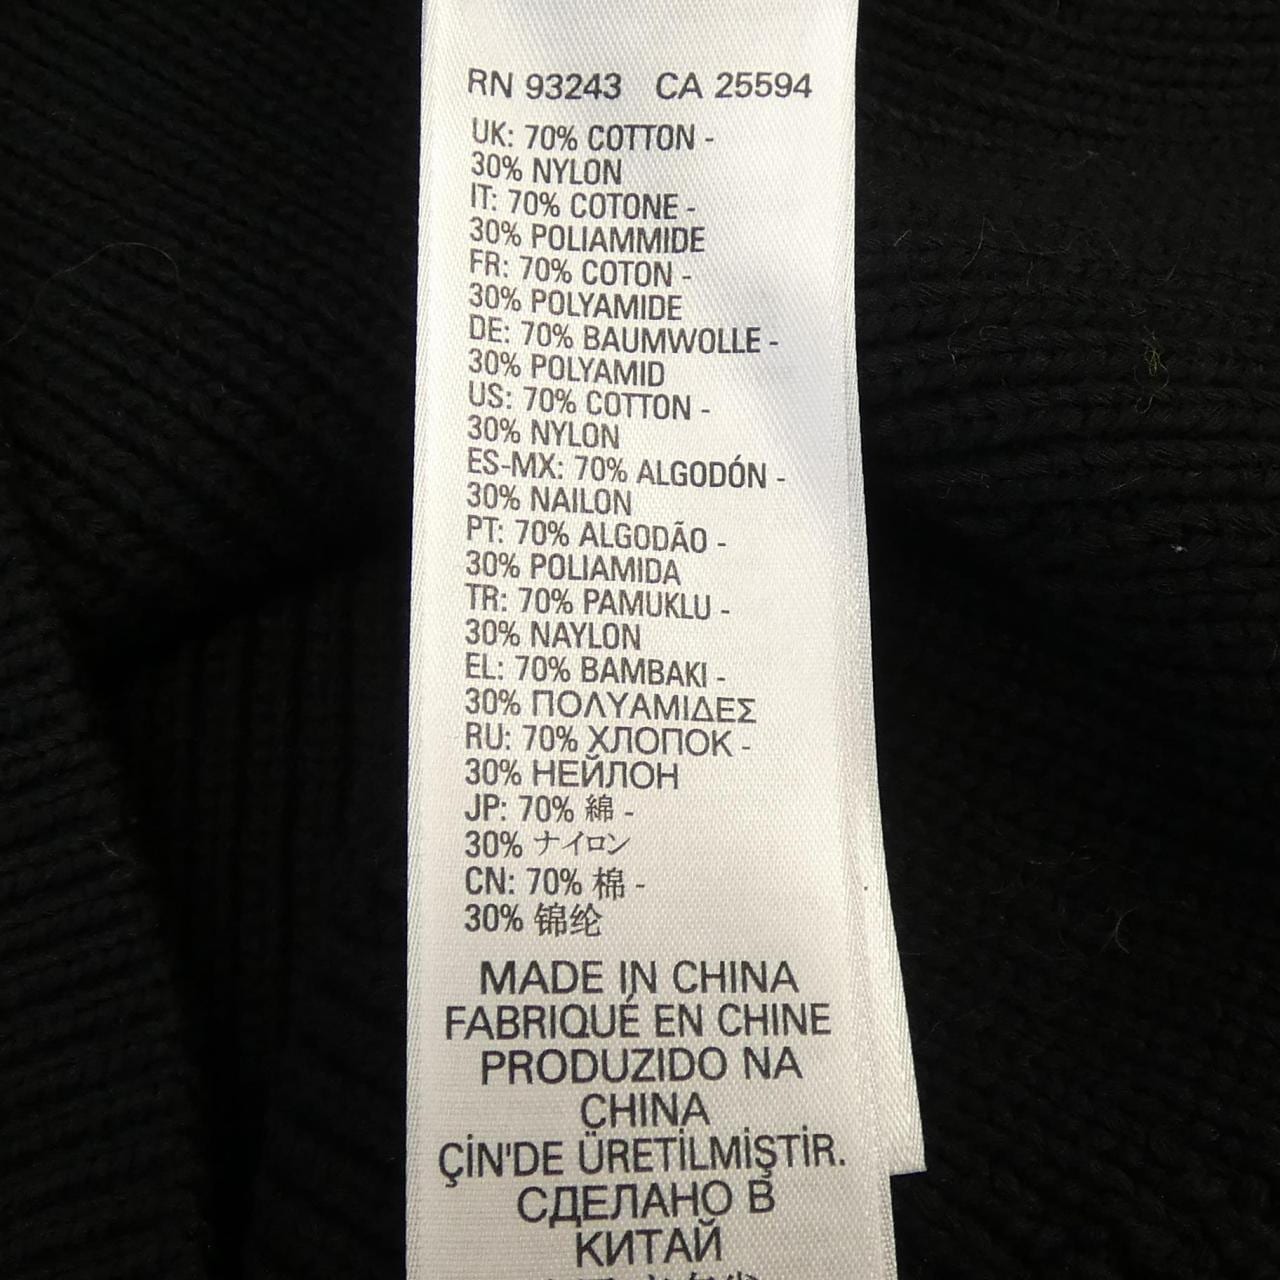 RN 93243 CA 25594
UK: 70% COTTON -
30% NYLON
IT: 70% COTONE -
30% POLIAMMIDE
FR: 70% COTON -
30% POLYAMIDE
DE: 70% BAUMWOLLE -
30% POLYAMID
US: 70% COTTON -
30% NYLON
ES-MX: 70% ALGODÓN -
30% NAILON
PT: 70% ALGODÃO -
30% POLIAMIDA
TR: 70% PAMUKLU -
30% NAYLON
EL: 70% ΒΑΜΒΑΚΙ -
30% ΠΟΛΥΑΜΙΔΕΣ
RU: 70% ХЛОПОК -
30% НЕЙЛОН
JP: 70% 綿 -
30% ナイロン
CN: 70% 棉 -
30% 锦纶
MADE IN CHINA
FABRIQUÉ EN CHINE
PRODUZIDO NA
CHINA
ÇİN'DE ÜRETİLMİŞTİR.
СДЕЛАНО В
КИТАЙ